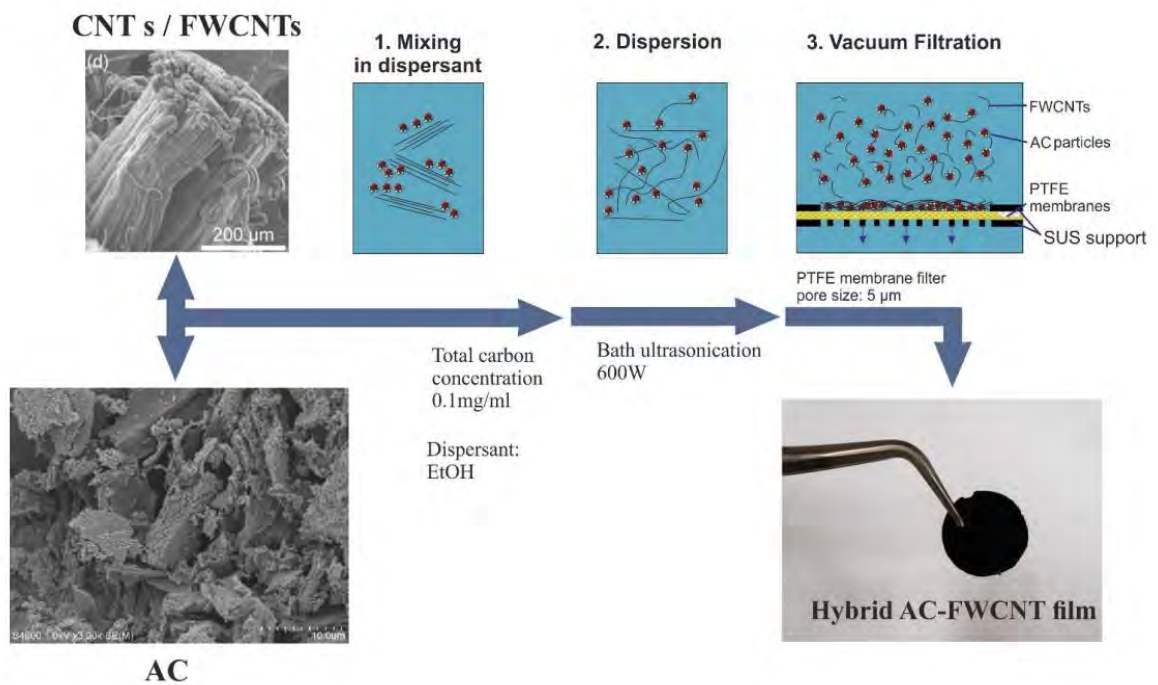 CNT s / FWCNTs
(d)
200 µm
1. Mixing
in dispersant
2. Dispersion
3. Vacuum Filtration
FWCNTs
AC particles
PTFE
membranes
SUS support
PTFE membrane filter
pore size: 5 µm
Total carbon
concentration
0.1mg/ml
Dispersant:
EtOH
Bath ultrasonication
600W
10.0um
AC
Hybrid AC-FWCNT film